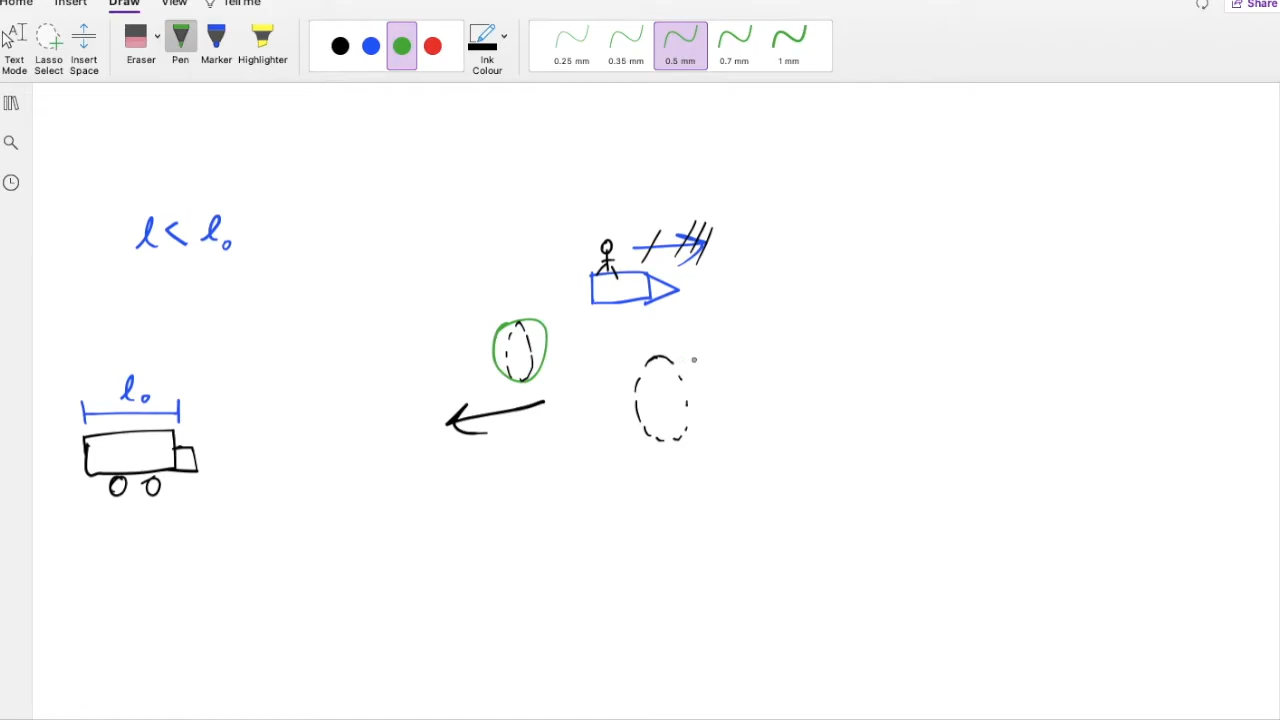 Home Insert Draw View Tell me
Share
Text Mode
Lasso Select
Insert Space
Eraser
Pen
Marker
Highlighter
Ink Colour
0.25 mm
0.35 mm
0.5 mm
0.7 mm
1 mm
l < l₀
l₀